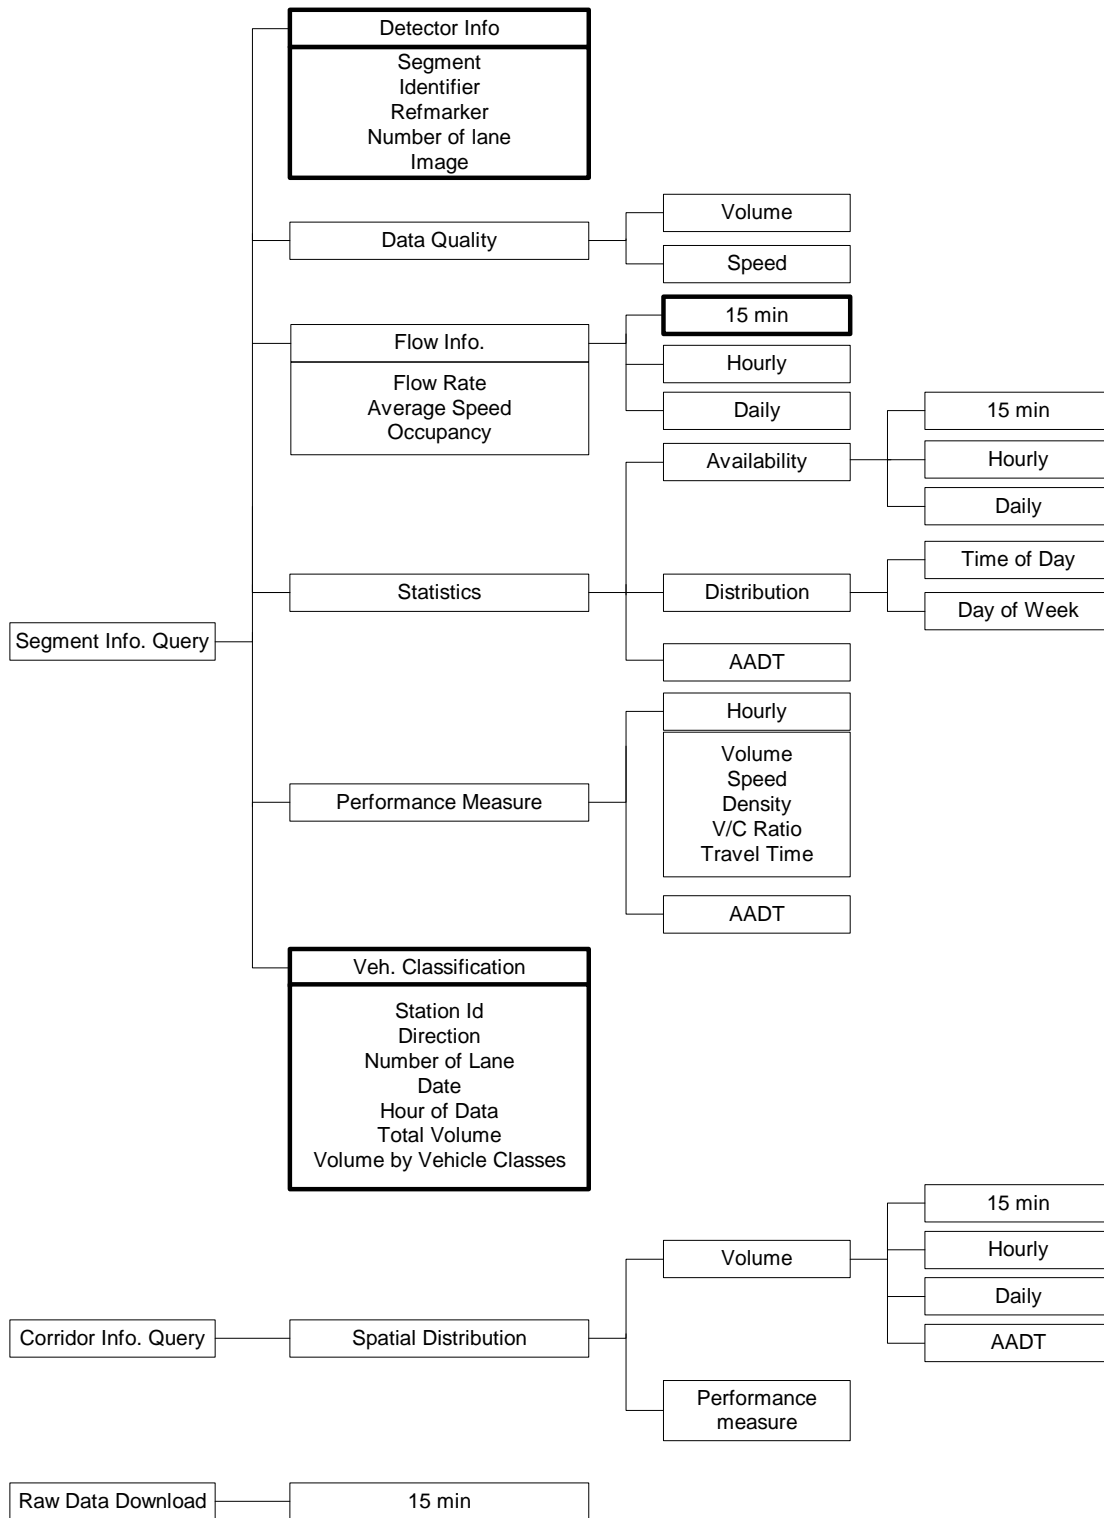 Detector Info
Segment
Identifier
Refmarker
Number of lane
Image
Data Quality
Volume
Speed
Flow Info.
Flow Rate
Average Speed
Occupancy
15 min
Hourly
Daily
Statistics
Availability
15 min
Hourly
Daily
Distribution
Time of Day
Day of Week
AADT
Segment Info. Query
Performance Measure
Hourly
Volume
Speed
Density
V/C Ratio
Travel Time
AADT
Veh. Classification
Station Id
Direction
Number of Lane
Date
Hour of Data
Total Volume
Volume by Vehicle Classes
Corridor Info. Query
Spatial Distribution
Volume
15 min
Hourly
Daily
AADT
Performance
measure
Raw Data Download
15 min